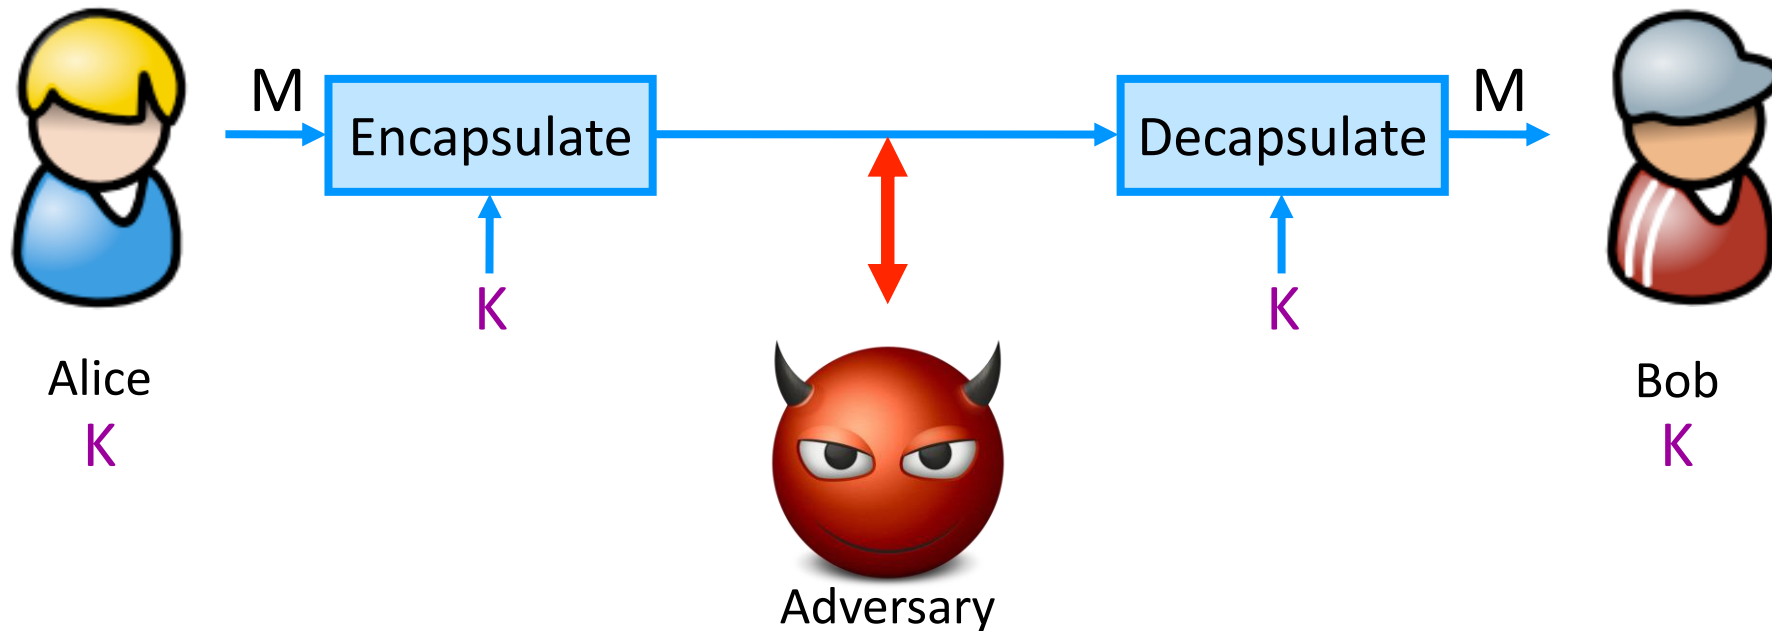 M
Encapsulate
Decapsulate
M
K
K
Alice
K
Bob
K
Adversary